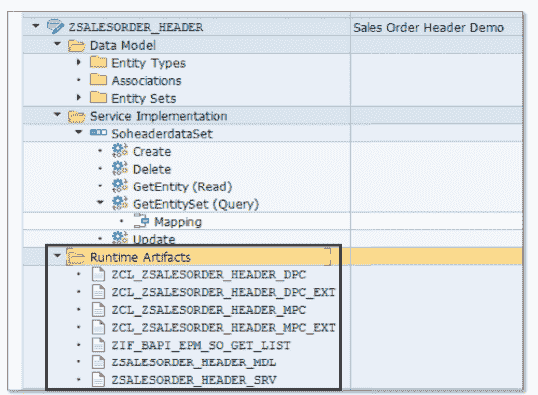 ZSALESORDER_HEADER Sales Order Header Demo
Data Model
Entity Types
Associations
Entity Sets
Service Implementation
SoheaderdataSet
Create
Delete
GetEntity (Read)
GetEntitySet (Query)
Mapping
Update
Runtime Artifacts
ZCL_ZSALESORDER_HEADER_DPC
ZCL_ZSALESORDER_HEADER_DPC_EXT
ZCL_ZSALESORDER_HEADER_MPC
ZCL_ZSALESORDER_HEADER_MPC_EXT
ZIF_BAPI_EPM_SO_GET_LIST
ZSALESORDER_HEADER_MDL
ZSALESORDER_HEADER_SRV